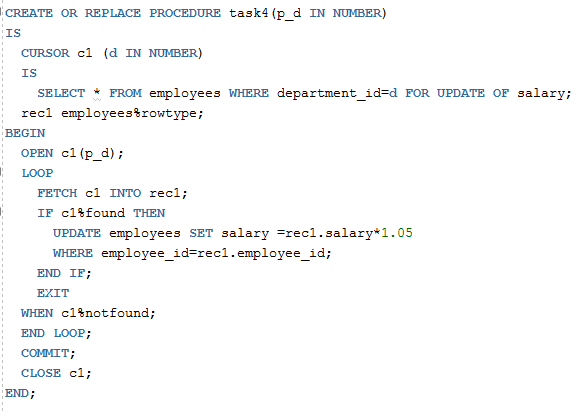 CREATE OR REPLACE PROCEDURE task4(p_d IN NUMBER)
IS
  CURSOR c1 (d IN NUMBER)
  IS
    SELECT * FROM employees WHERE department_id=d FOR UPDATE OF salary;
  rec1 employees%rowtype;
BEGIN
  OPEN c1(p_d);
  LOOP
    FETCH c1 INTO rec1;
    IF c1%found THEN
      UPDATE employees SET salary =rec1.salary*1.05
      WHERE employee_id=rec1.employee_id;
    END IF;
    EXIT
  WHEN c1%notfound;
  END LOOP;
  COMMIT;
  CLOSE c1;
END;